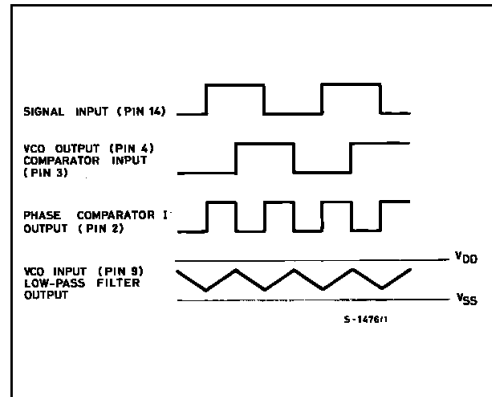 SIGNAL INPUT (PIN 14)
VCO OUTPUT (PIN 4)
COMPARATOR INPUT
(PIN 3)
PHASE COMPARATOR I
OUTPUT (PIN 2)
VDD
VCO INPUT (PIN 9)
LOW-PASS FILTER
OUTPUT
VSS
S-1476/1